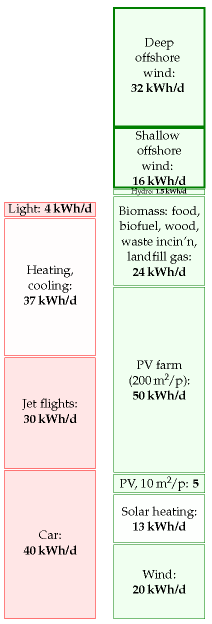 Deep
offshore
wind:
32 kWh/d
Shallow
offshore
wind:
16 kWh/d
Hydro: 1.5 kWh/d
Light: 4 kWh/d
Biomass: food,
biofuel, wood,
waste incin'n,
landfill gas:
24 kWh/d
Heating,
cooling:
37 kWh/d
PV farm
(200 m²/p):
50 kWh/d
Jet flights:
30 kWh/d
PV, 10 m²/p: 5
Solar heating:
13 kWh/d
Car:
40 kWh/d
Wind:
20 kWh/d